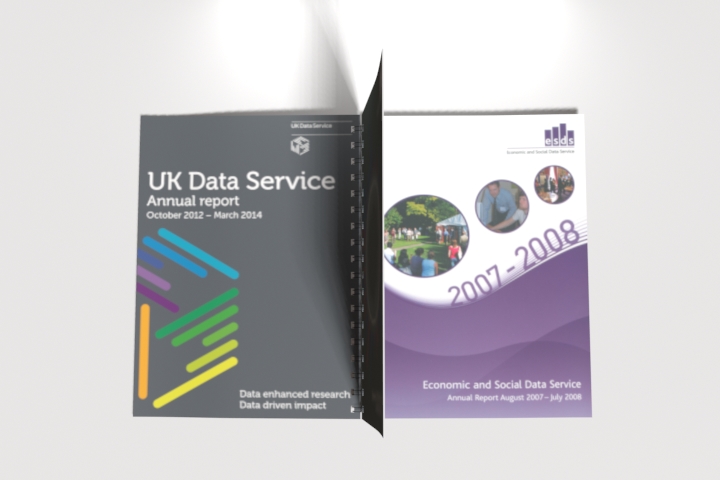 UK Data Service
UK Data Service
Annual report
October 2012 – March 2014
Data enhanced research
Data driven impact
esds
Economic and Social Data Service
2007-2008
Economic and Social Data Service
Annual Report August 2007 – July 2008